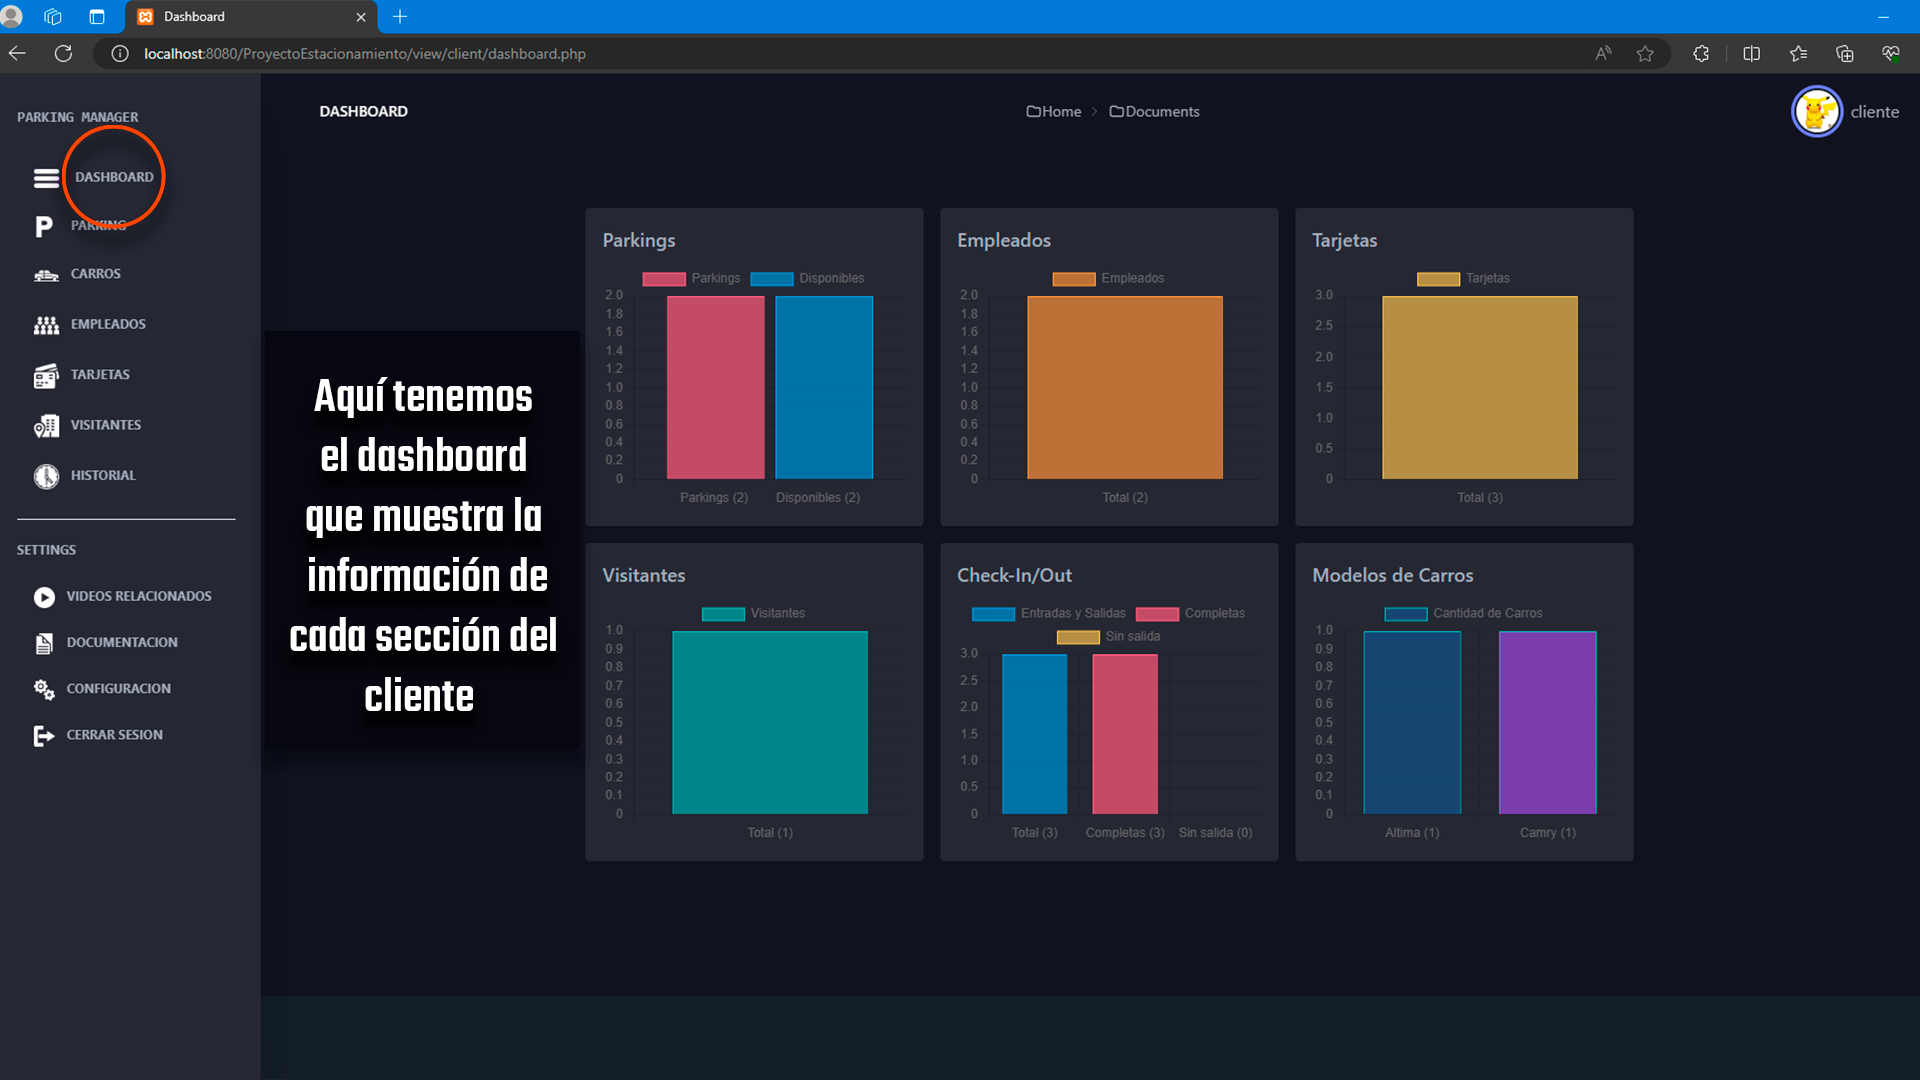 Dashboard
localhost:8080/ProyectoEstacionamiento/view/client/dashboard.php
PARKING MANAGER
DASHBOARD
PARKING
CARROS
EMPLEADOS
TARJETAS
VISITANTES
HISTORIAL
SETTINGS
VIDEOS RELACIONADOS
DOCUMENTACION
CONFIGURACION
CERRAR SESION
DASHBOARD
Home > Documents
cliente
Aquí tenemos
el dashboard
que muestra la
información de
cada sección del
cliente
Parkings
Parkings Disponibles
2.0
1.8
1.6
1.4
1.2
1.0
0.8
0.6
0.4
0.2
0
Parkings (2) Disponibles (2)
Empleados
Empleados
2.0
1.8
1.6
1.4
1.2
1.0
0.8
0.6
0.4
0.2
0
Total (2)
Tarjetas
Tarjetas
3.0
2.5
2.0
1.5
1.0
0.5
0
Total (3)
Visitantes
Visitantes
1.0
0.9
0.8
0.7
0.6
0.5
0.4
0.3
0.2
0.1
0
Total (1)
Check-In/Out
Entradas y Salidas Completas
Sin salida
3.0
2.5
2.0
1.5
1.0
0.5
0
Total (3) Completas (3) Sin salida (0)
Modelos de Carros
Cantidad de Carros
1.0
0.9
0.8
0.7
0.6
0.5
0.4
0.3
0.2
0.1
0
Altima (1) Camry (1)